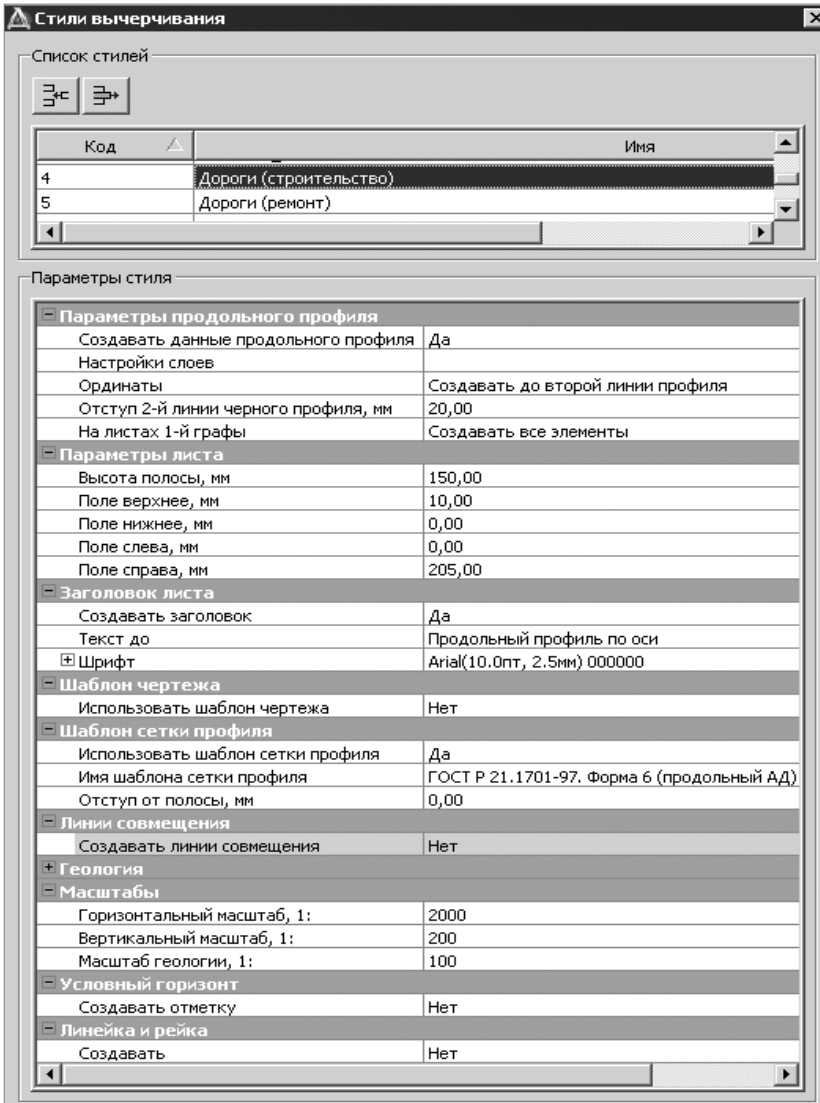 Стили вычерчивания
Список стилей
Код Имя
4 Дороги (строительство)
5 Дороги (ремонт)
Параметры стиля
Параметры продольного профиля
Создавать данные продольного профиля Да
Настройки слоев
Ординаты Создавать до второй линии профиля
Отступ 2-й линии черного профиля, мм 20,00
На листах 1-й графы Создавать все элементы
Параметры листа
Высота полосы, мм 150,00
Поле верхнее, мм 10,00
Поле нижнее, мм 0,00
Поле слева, мм 0,00
Поле справа, мм 205,00
Заголовок листа
Создавать заголовок Да
Текст до Продольный профиль по оси
Шрифт Arial(10.0пт, 2.5мм) 000000
Шаблон чертежа
Использовать шаблон чертежа Нет
Шаблон сетки профиля
Использовать шаблон сетки профиля Да
Имя шаблона сетки профиля ГОСТ Р 21.1701-97. Форма 6 (продольный АД)
Отступ от полосы, мм 0,00
Линии совмещения
Создавать линии совмещения Нет
Геология
Масштабы
Горизонтальный масштаб, 1: 2000
Вертикальный масштаб, 1: 200
Масштаб геологии, 1: 100
Условный горизонт
Создавать отметку Нет
Линейка и рейка
Создавать Нет